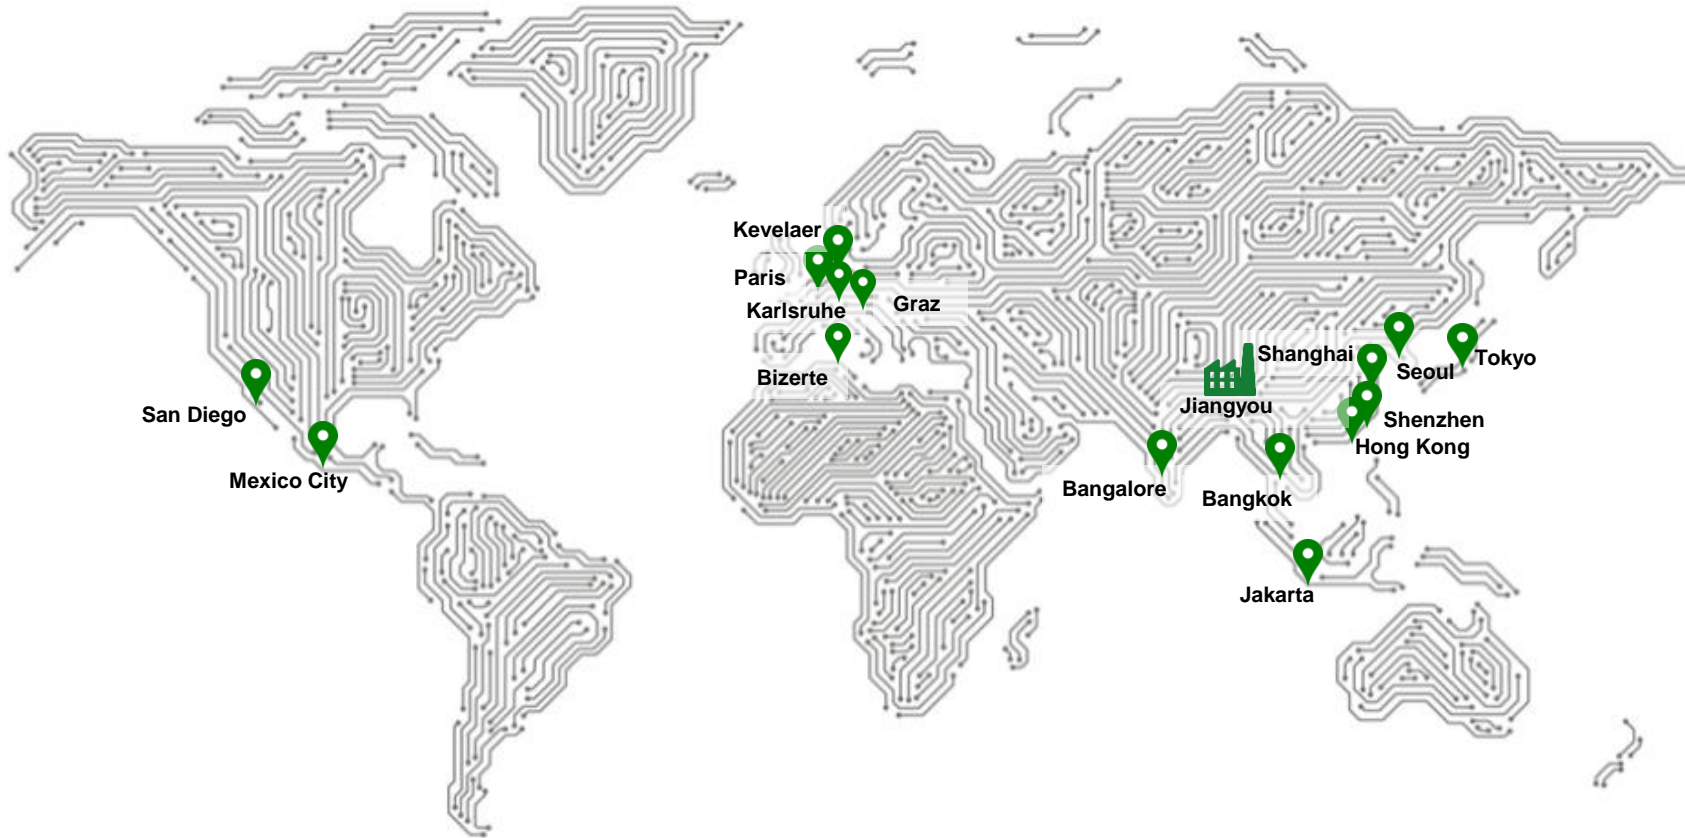 Kevelaer
Paris
Karlsruhe
Graz
Bizerte
San Diego
Mexico City
Shanghai
Seoul
Tokyo
Jiangyou
Shenzhen
Hong Kong
Bangalore
Bangkok
Jakarta